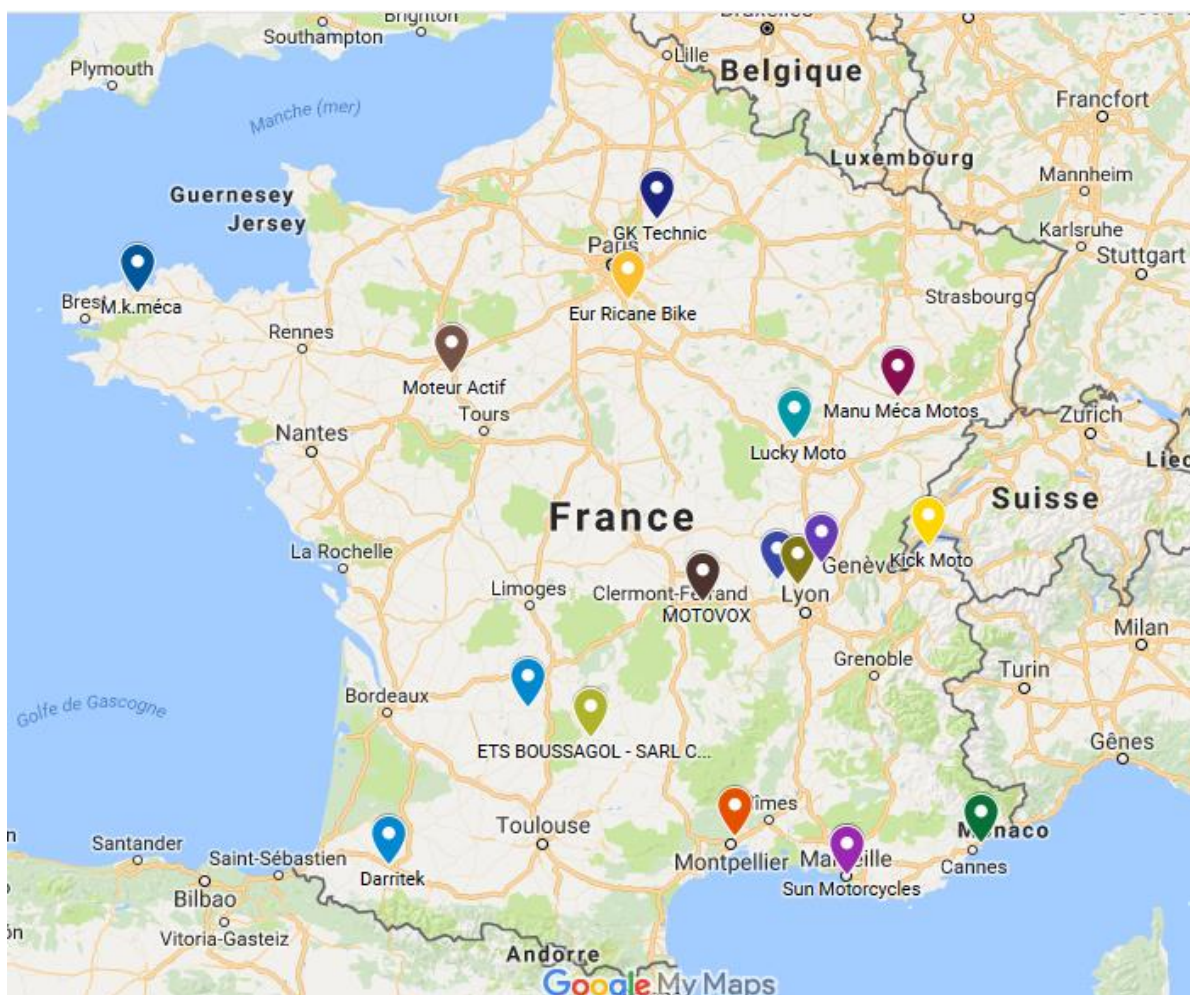 Brighton
Southampton
Bruxelles
Plymouth
Lille
Belgique
Manche (mer)
Francfort
Luxembourg
Mannheim
Guernesey
Jersey
GK Technic
Karlsruhe
Paris
Stuttgart
Brest
M.k.méca
Strasbourg
Eur Ricane Bike
Rennes
Moteur Actif
Manu Méca Motos
Tours
Zurich
Nantes
Lucky Moto
Liec
France
Suisse
La Rochelle
Kick Moto
Genève
Limoges
Clermont-Ferrand
Lyon
MOTOVOX
Milan
Grenoble
Turin
Bordeaux
Golfe de Gascogne
Gênes
ETS BOUSSAGOL - SARL C...
Nîmes
Toulouse
Monaco
Santander
Saint-Sébastien
Montpellier
Marseille
Cannes
Darritek
Sun Motorcycles
Bilbao
Vitoria-Gasteiz
ón
Andorre
Google My Maps